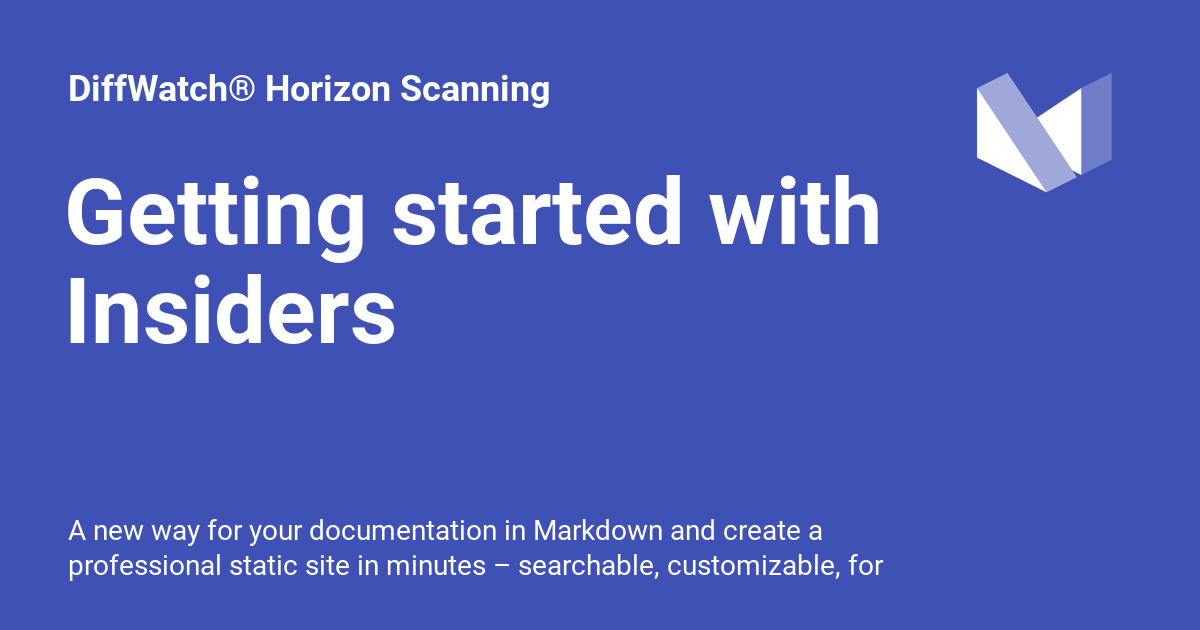 DiffWatch® Horizon Scanning
Getting started with
Insiders
A new way for your documentation in Markdown and create a
professional static site in minutes – searchable, customizable, for